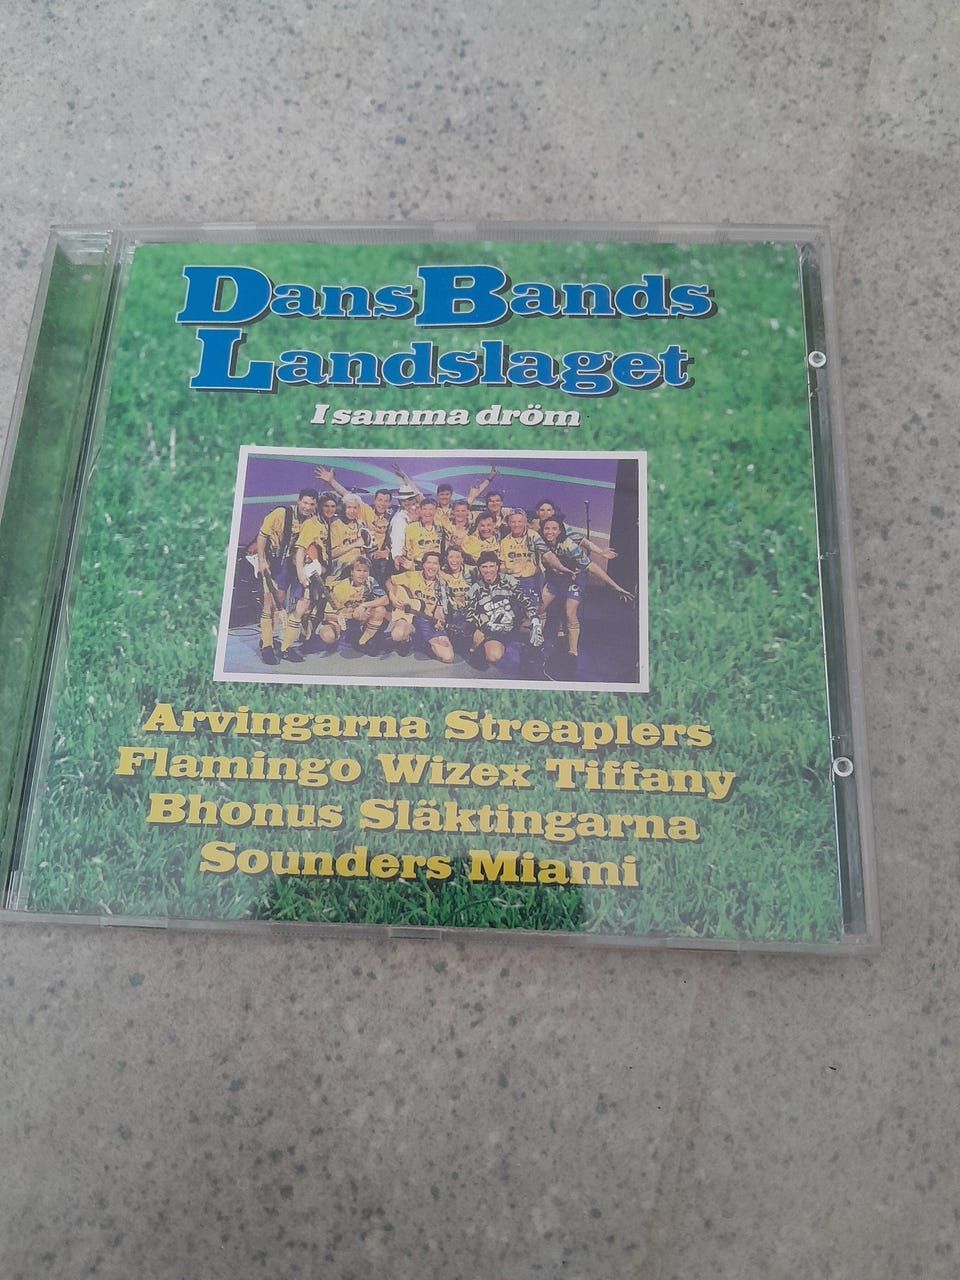 DansBands
Landslaget
I samma dröm
Arvingarna Streaplers
Flamingo Wizex Tiffany
Bhonus Släktingarna
Sounders Miami